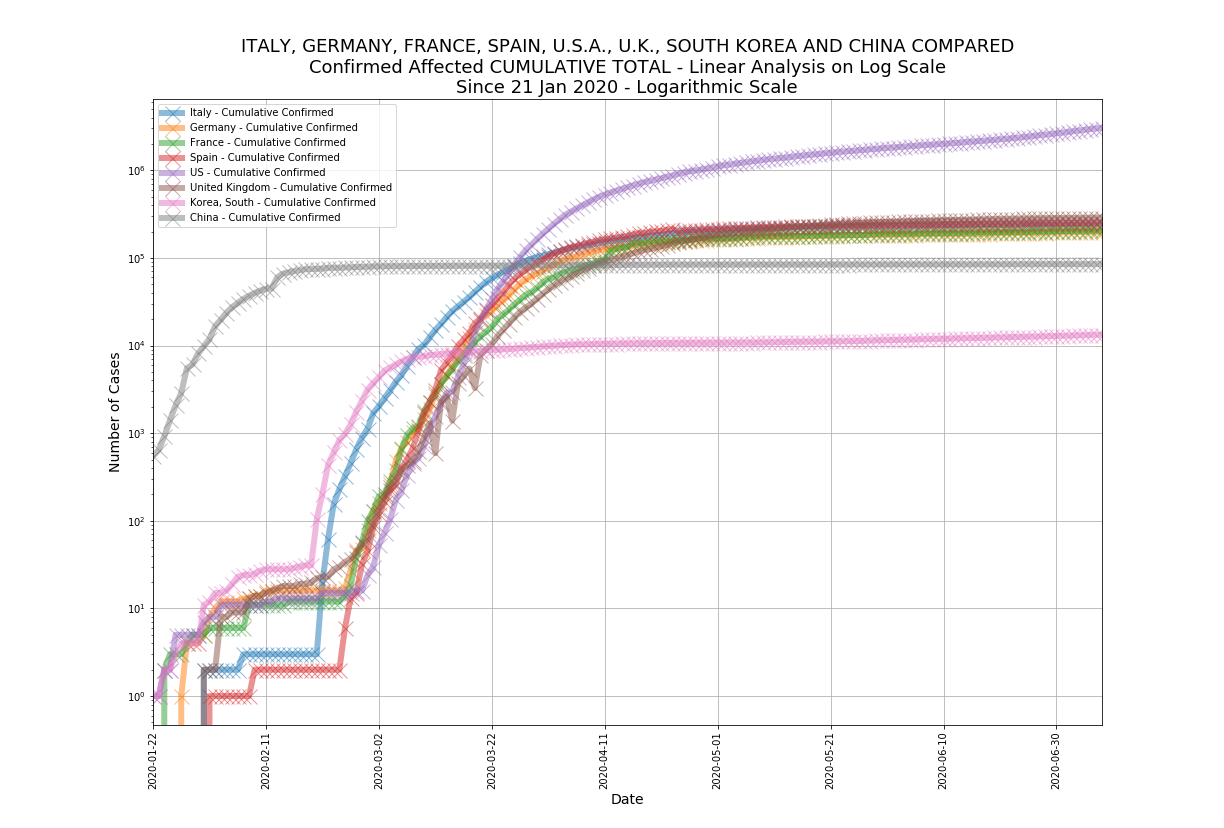 ITALY, GERMANY, FRANCE, SPAIN, U.S.A., U.K., SOUTH KOREA AND CHINA COMPARED
Confirmed Affected CUMULATIVE TOTAL - Linear Analysis on Log Scale
Since 21 Jan 2020 - Logarithmic Scale
Italy - Cumulative Confirmed
Germany - Cumulative Confirmed
France - Cumulative Confirmed
Spain - Cumulative Confirmed
US - Cumulative Confirmed
United Kingdom - Cumulative Confirmed
Korea, South - Cumulative Confirmed
China - Cumulative Confirmed
Number of Cases
10⁶
10⁵
10⁴
10³
10²
10¹
10⁰
2020-01-22
2020-02-11
2020-03-02
2020-03-22
2020-04-11
2020-05-01
2020-05-21
2020-06-10
2020-06-30
Date